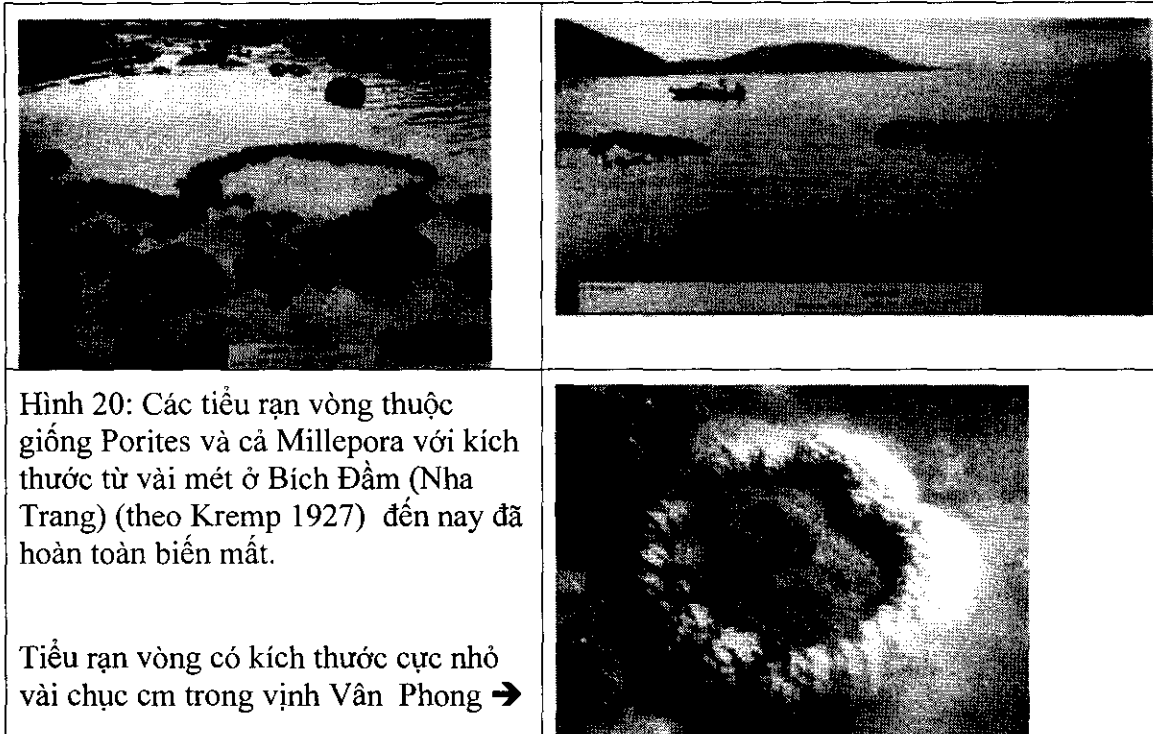 Hình 20: Các tiểu rạn vòng thuộc
giống Porites và cả Millepora với kích
thước từ vài mét ở Bích Đầm (Nha
Trang) (theo Kremp 1927) đến nay đã
hoàn toàn biến mất.
Tiểu rạn vòng có kích thước cực nhỏ
vài chục cm trong vịnh Vân Phong ➔